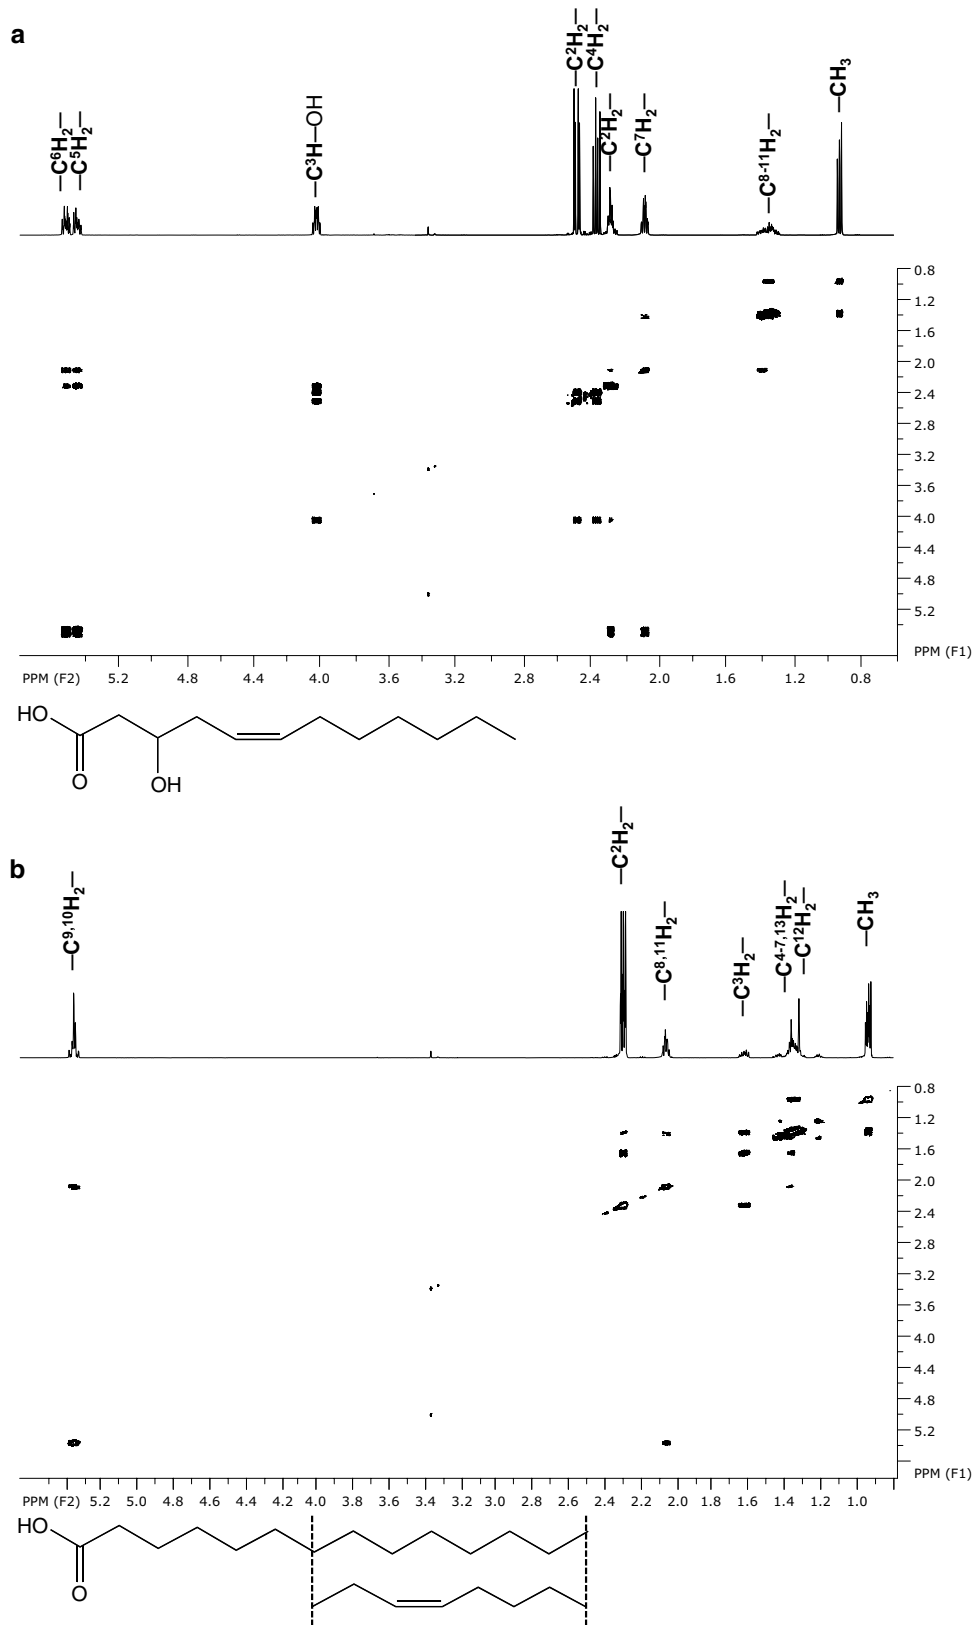 a
—C⁶H₂—
—C⁵H₂—
—C³H—OH
—C²H₂—
—C⁴H₂—
—C²H₂—
—C⁷H₂—
—C⁸⁻¹¹H₂—
—CH₃
0.8
1.2
1.6
2.0
2.4
2.8
3.2
3.6
4.0
4.4
4.8
5.2
PPM (F1)
PPM (F2) 5.2 4.8 4.4 4.0 3.6 3.2 2.8 2.4 2.0 1.6 1.2 0.8
HO
O
OH
b
—C⁹,¹⁰H₂—
—C²H₂—
—C⁸,¹¹H₂—
—C³H₂—
—C⁴⁻⁷,¹³H₂—
—C¹²H₂—
—CH₃
0.8
1.2
1.6
2.0
2.4
2.8
3.2
3.6
4.0
4.4
4.8
5.2
PPM (F1)
PPM (F2) 5.2 5.0 4.8 4.6 4.4 4.2 4.0 3.8 3.6 3.4 3.2 3.0 2.8 2.6 2.4 2.2 2.0 1.8 1.6 1.4 1.2 1.0
HO
O